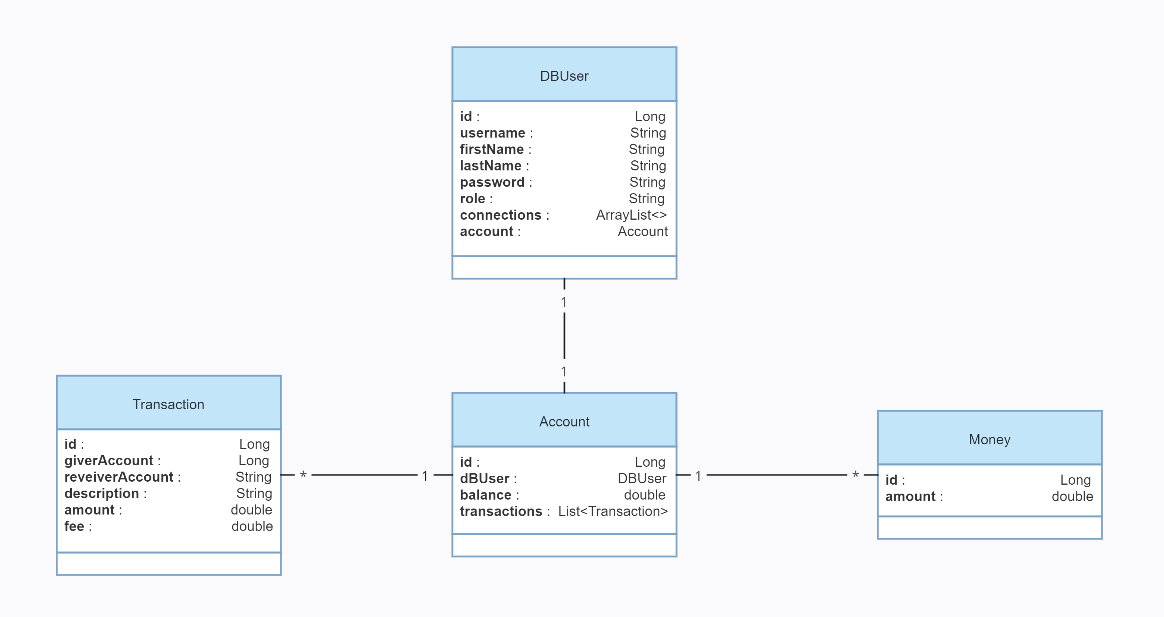 DBUser
id : Long
username : String
firstName : String
lastName : String
password : String
role : String
connections : ArrayList<>
account : Account
1
1
Transaction
id : Long
giverAccount : Long
reveiverAccount : String
description : String
amount : double
fee : double
* 1
Account
id : Long
dBUser : DBUser
balance : double
transactions : List<Transaction>
1 *
Money
id : Long
amount : double